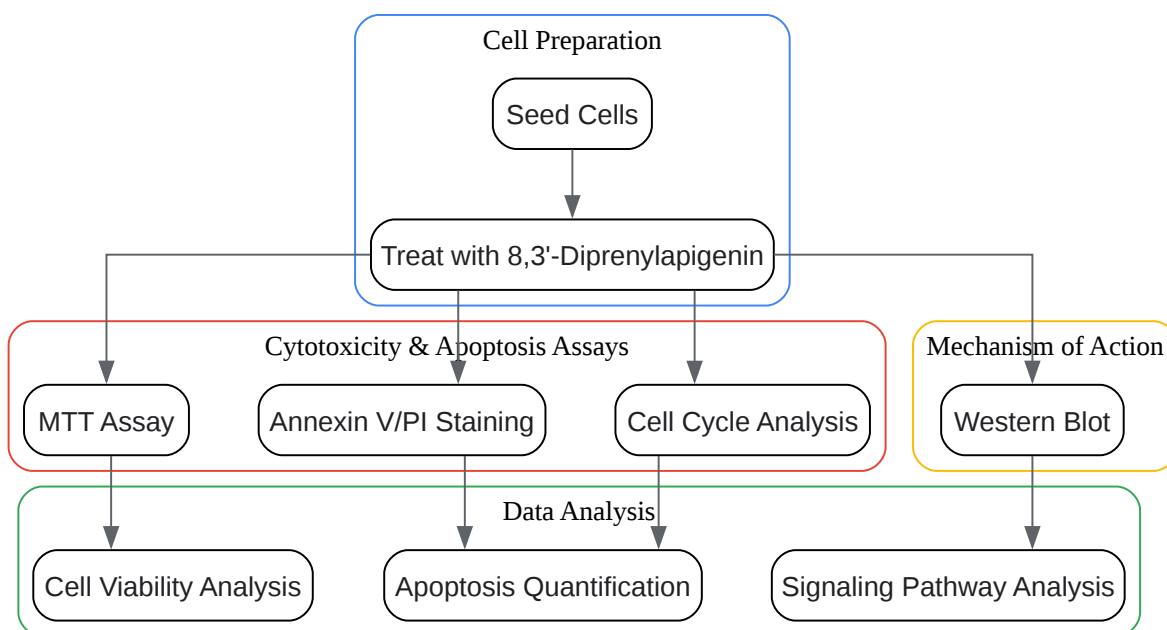 Cell Preparation
Seed Cells
Treat with 8,3'-Diprenylapigenin
Cytotoxicity & Apoptosis Assays
Mechanism of Action
MTT Assay
Annexin V/PI Staining
Cell Cycle Analysis
Western Blot
Data Analysis
Cell Viability Analysis
Apoptosis Quantification
Signaling Pathway Analysis